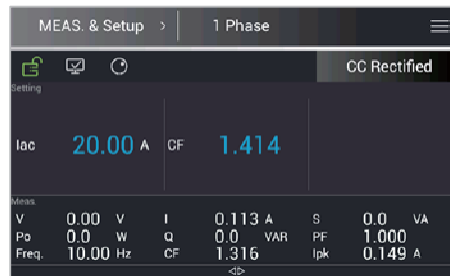 MEAS. & Setup > 1 Phase
CC Rectified
Setting
Iac 20.00 A CF 1.414
Meas.
V 0.00 V I 0.113 A S 0.0 VA
Po 0.0 W Q 0.0 VAR PF 1.000
Freq. 10.00 Hz CF 1.316 Ipk 0.149 A